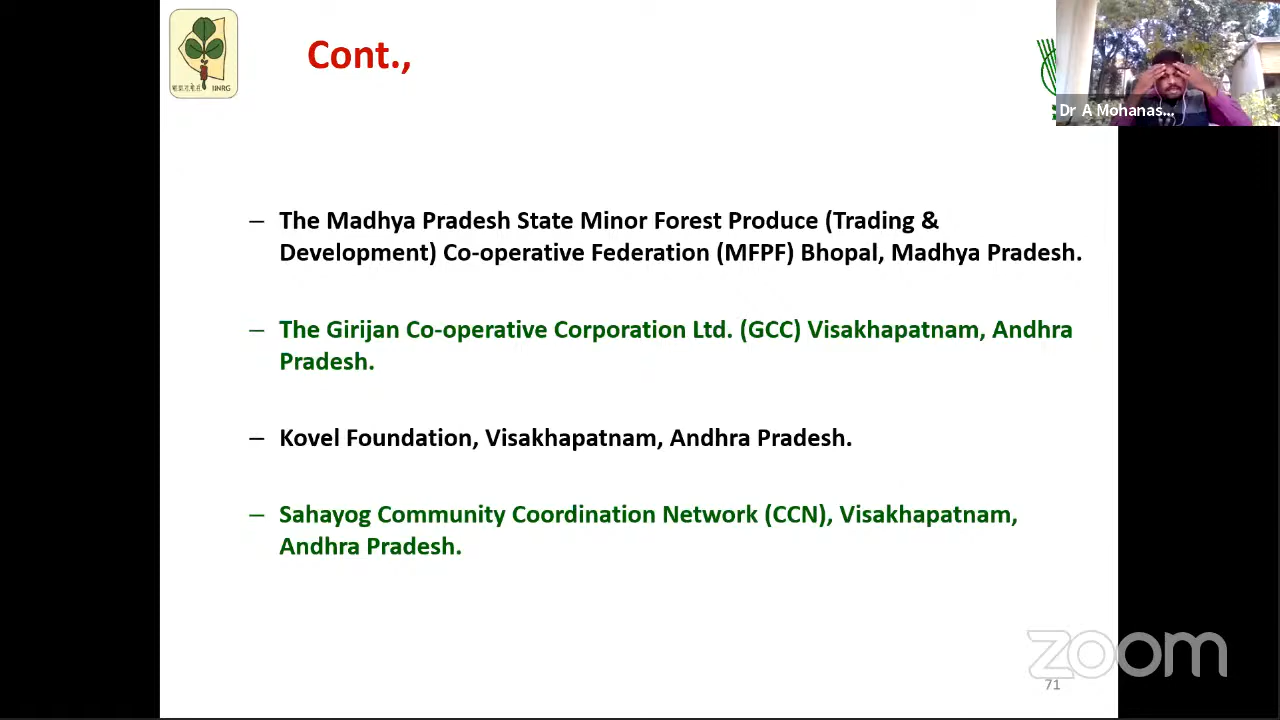 Cont.,
IINRG
Dr A Mohanas...
– The Madhya Pradesh State Minor Forest Produce (Trading &
Development) Co-operative Federation (MFPF) Bhopal, Madhya Pradesh.
– The Girijan Co-operative Corporation Ltd. (GCC) Visakhapatnam, Andhra
Pradesh.
– Kovel Foundation, Visakhapatnam, Andhra Pradesh.
– Sahayog Community Coordination Network (CCN), Visakhapatnam,
Andhra Pradesh.
zoom
71